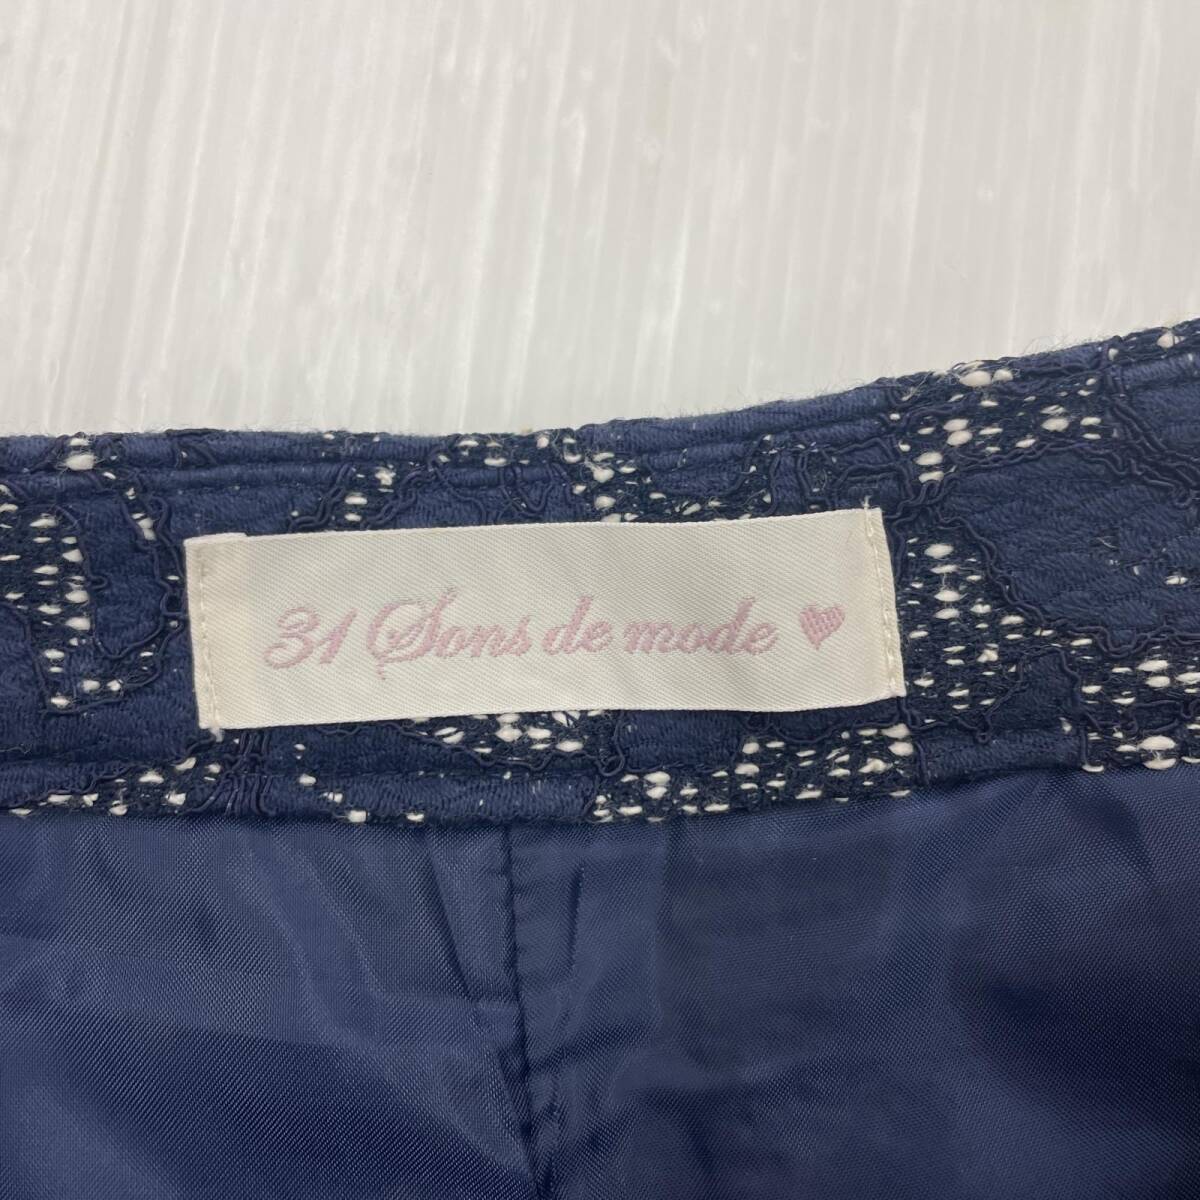 31 Sons de mode ♥